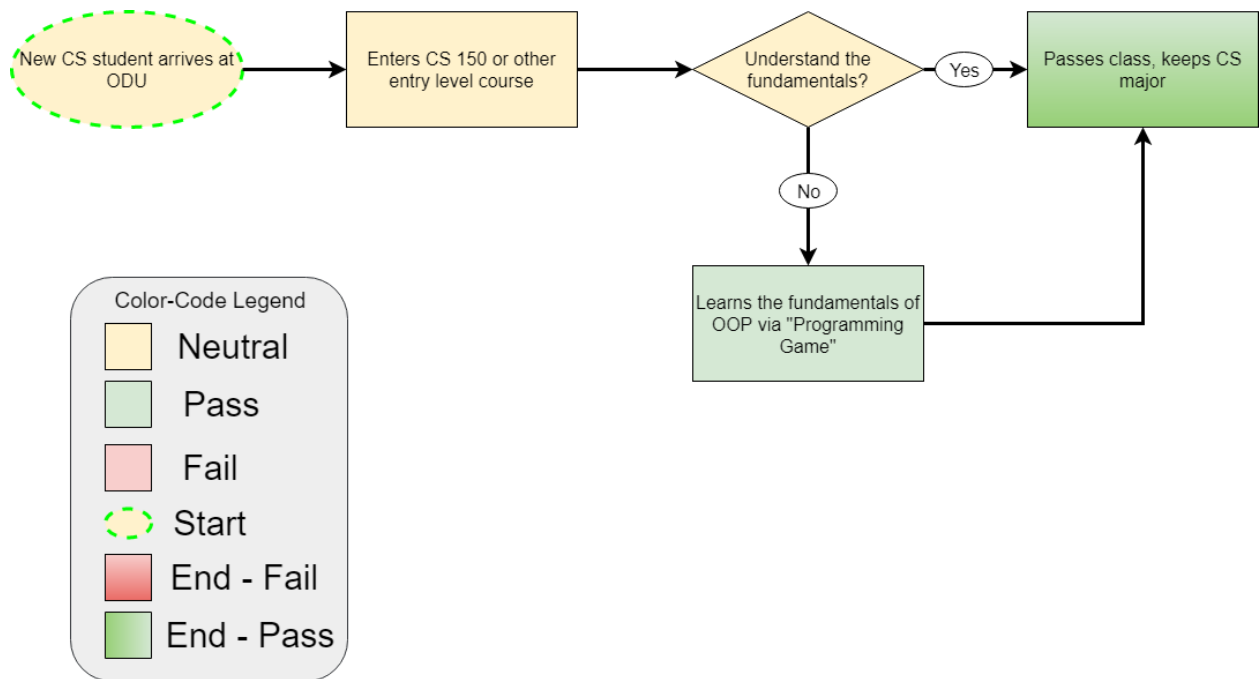 New CS student arrives at
ODU
Enters CS 150 or other
entry level course
Understand the
fundamentals?
Yes
Passes class, keeps CS
major
No
Learns the fundamentals of
OOP via "Programming
Game"
Color-Code Legend
Neutral
Pass
Fail
Start
End - Fail
End - Pass